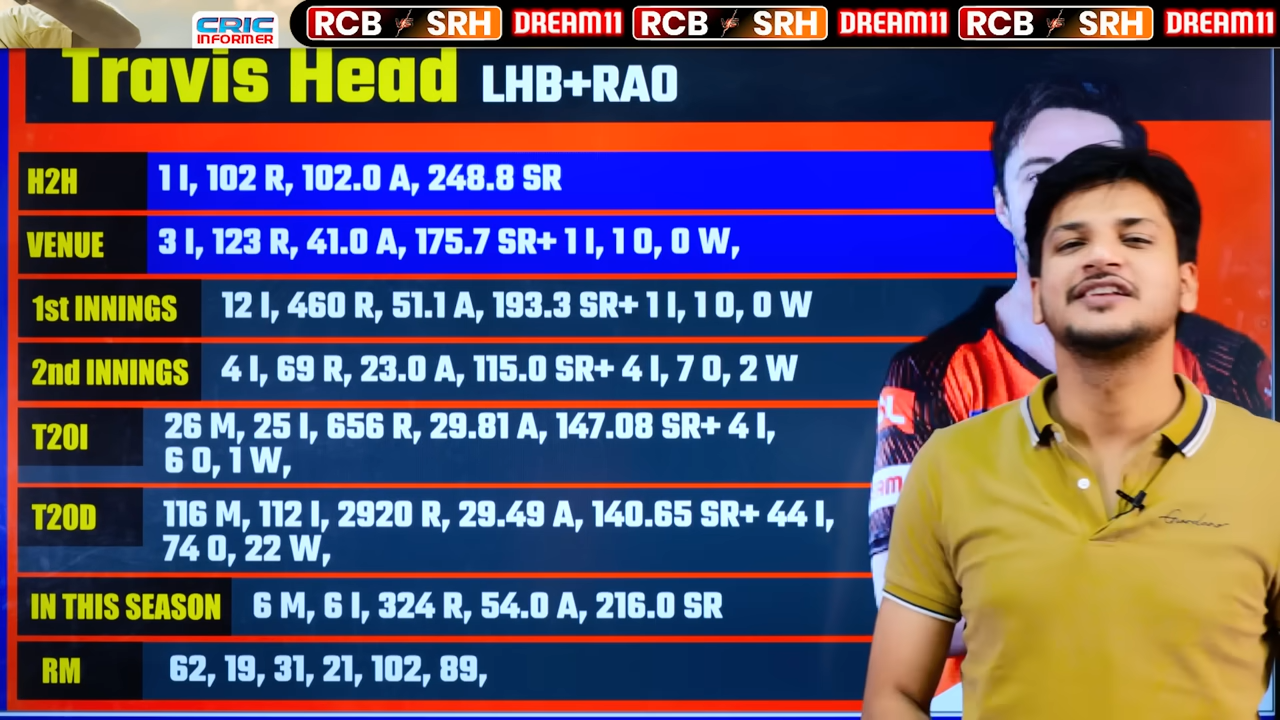 CRIC
INFORMER
RCB SRH DREAM11 RCB SRH DREAM11 RCB SRH DREAM11
Travis Head LHB+RAO
H2H 1 I, 102 R, 102.0 A, 248.8 SR
VENUE 3 I, 123 R, 41.0 A, 175.7 SR+ 1 I, 1 O, 0 W,
1st INNINGS 12 I, 460 R, 51.1 A, 193.3 SR+ 1 I, 1 O, 0 W
2nd INNINGS 4 I, 69 R, 23.0 A, 115.0 SR+ 4 I, 7 O, 2 W
T20I 26 M, 25 I, 656 R, 29.81 A, 147.08 SR+ 4 I,
6 O, 1 W,
T20D 116 M, 112 I, 2920 R, 29.49 A, 140.65 SR+ 44 I,
74 O, 22 W,
IN THIS SEASON 6 M, 6 I, 324 R, 54.0 A, 216.0 SR
RM 62, 19, 31, 21, 102, 89,